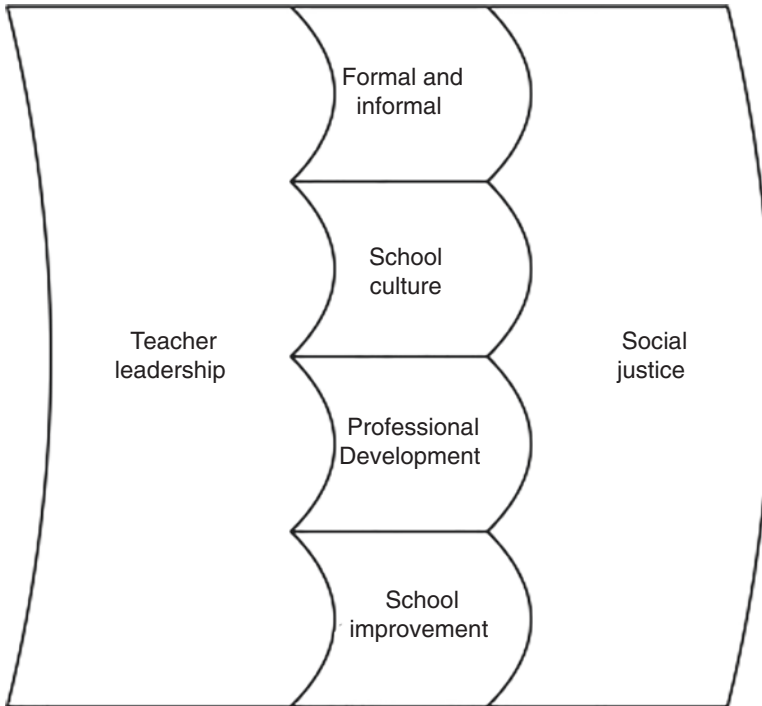 Formal and
informal
School
culture
Teacher
leadership
Social
justice
Professional
Development
School
improvement